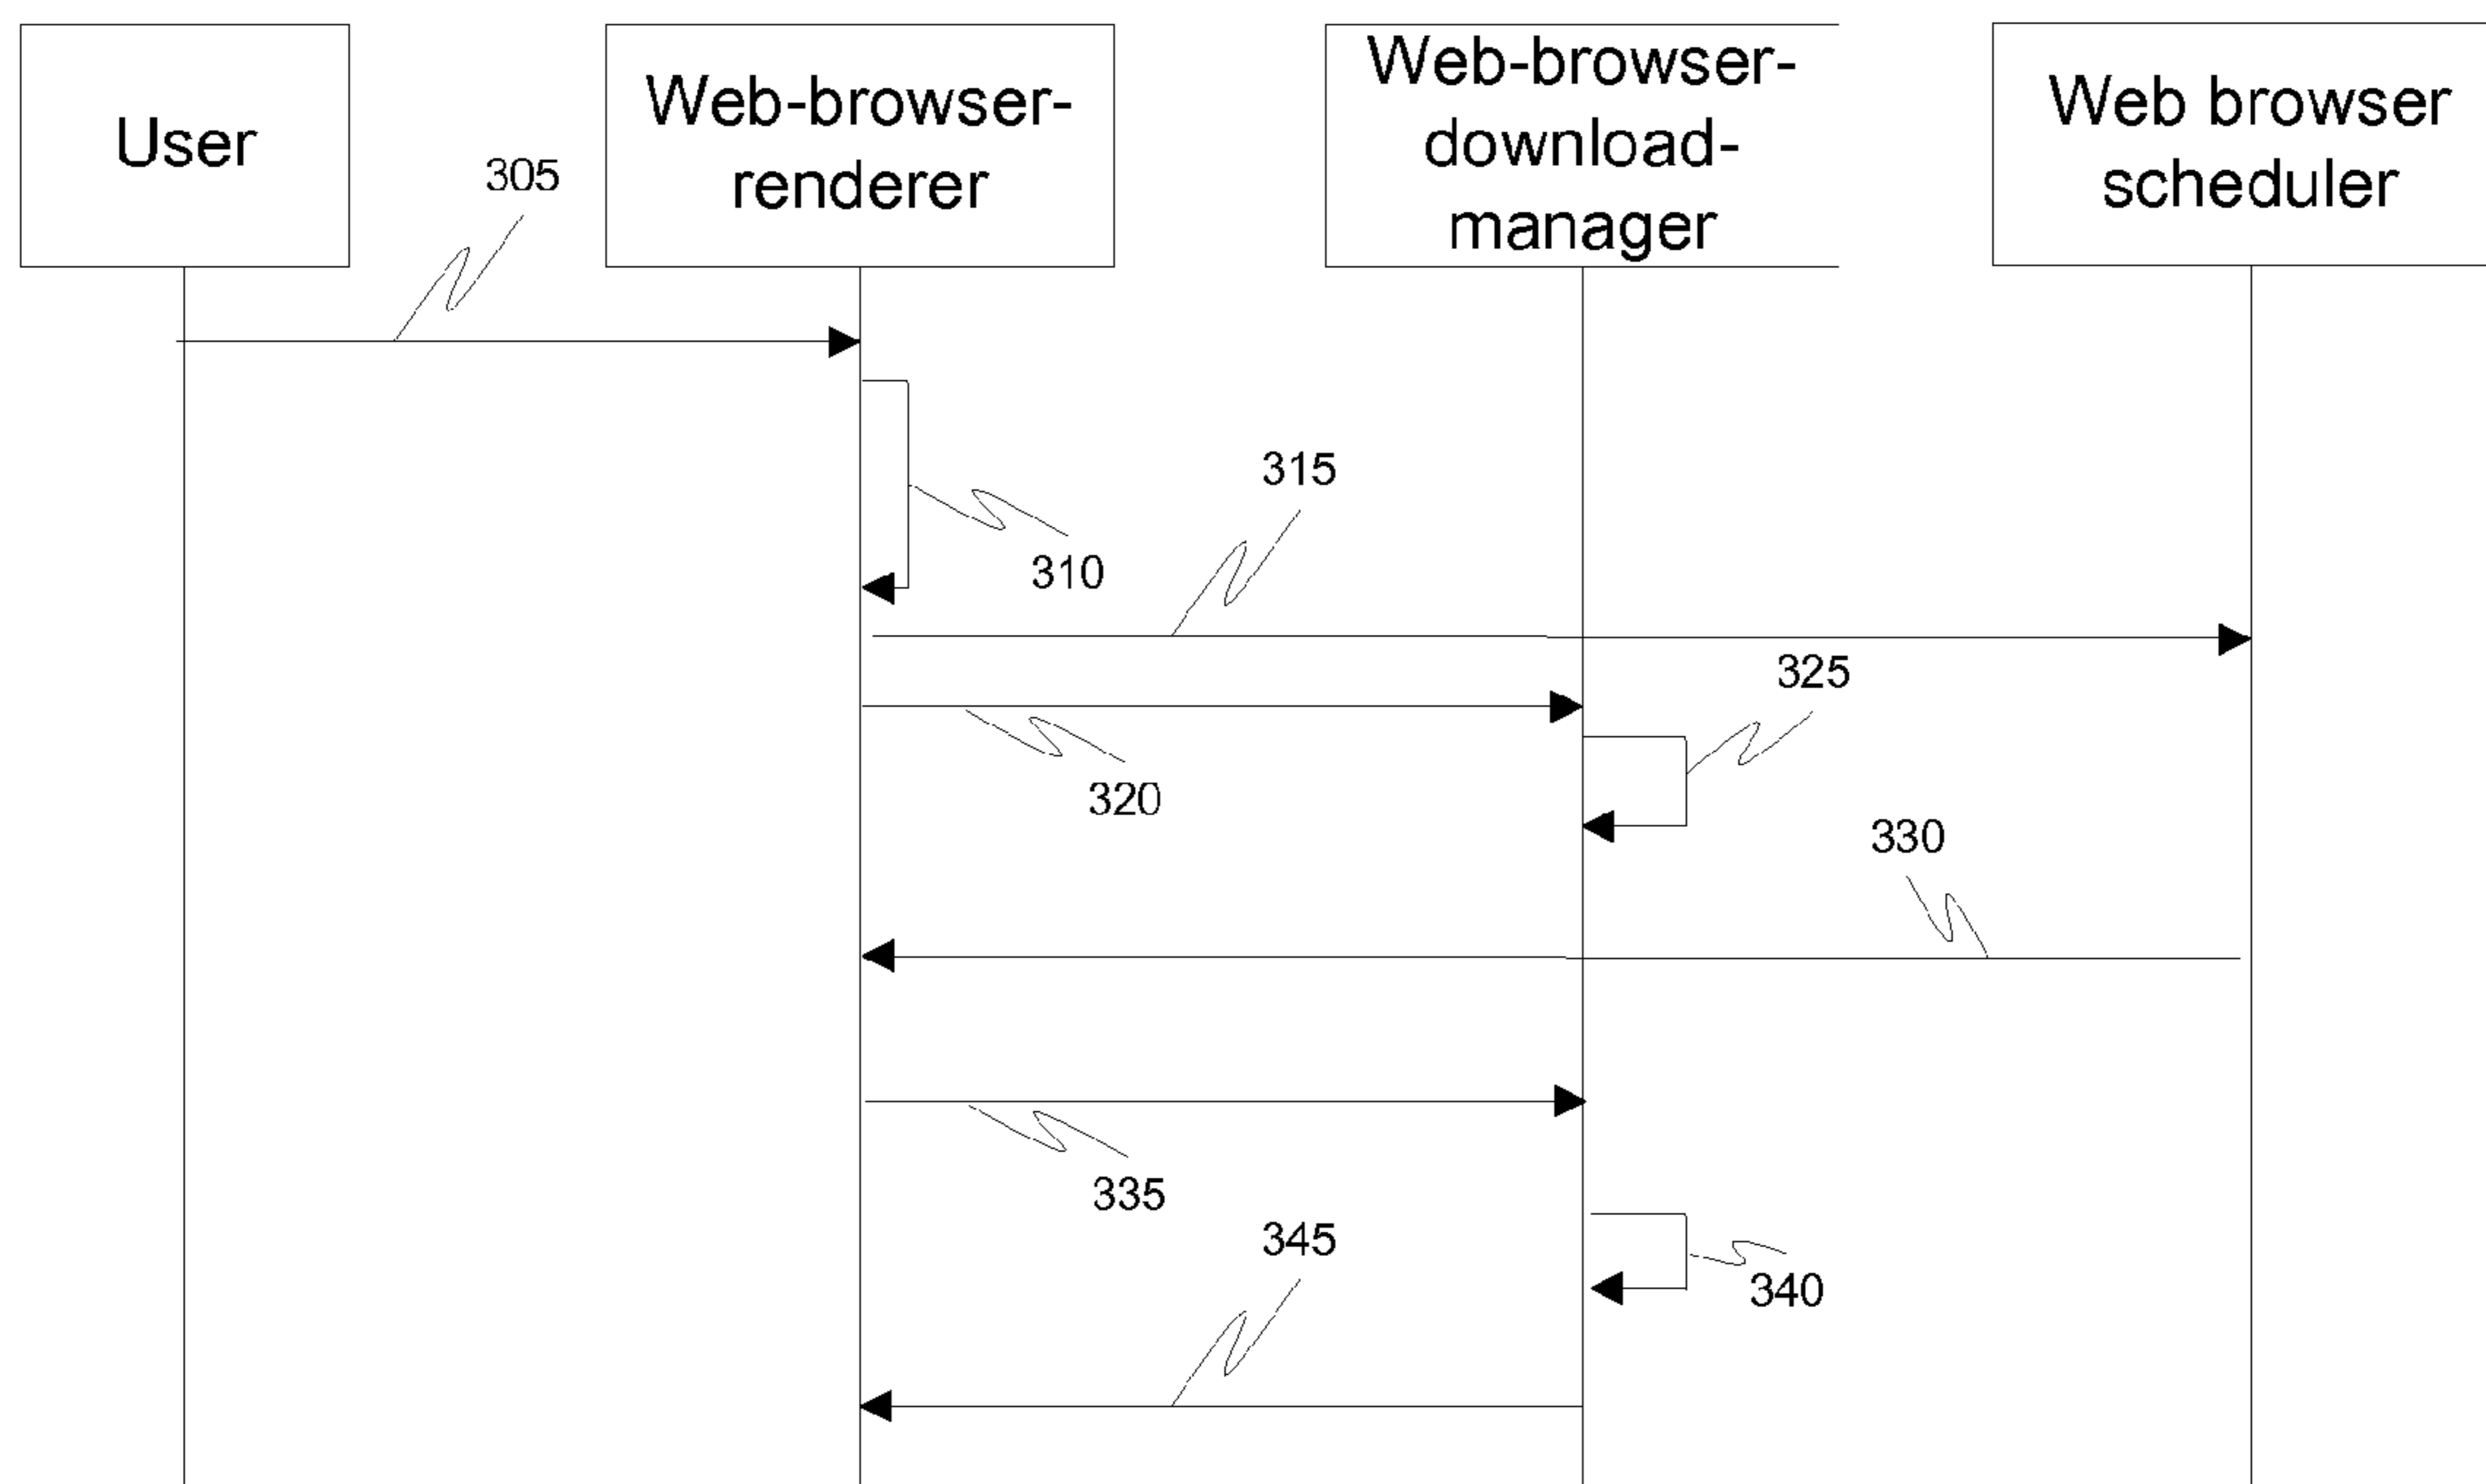 User
Web-browser-
renderer
Web-browser-
download-
manager
Web browser
scheduler
305
310
315
320
325
330
335
340
345